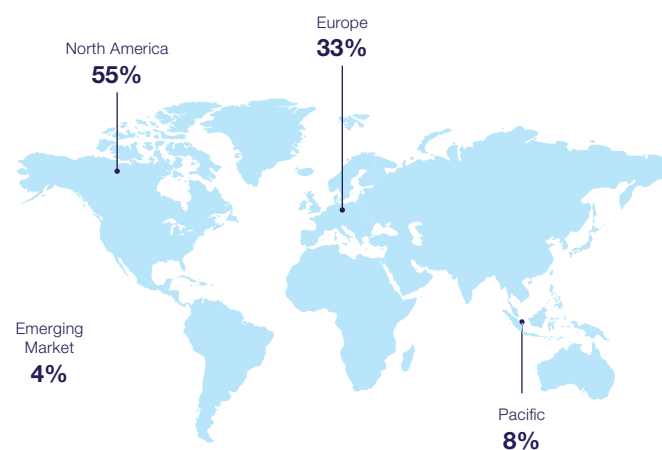 Europe
33%
North America
55%
Emerging
Market
4%
Pacific
8%